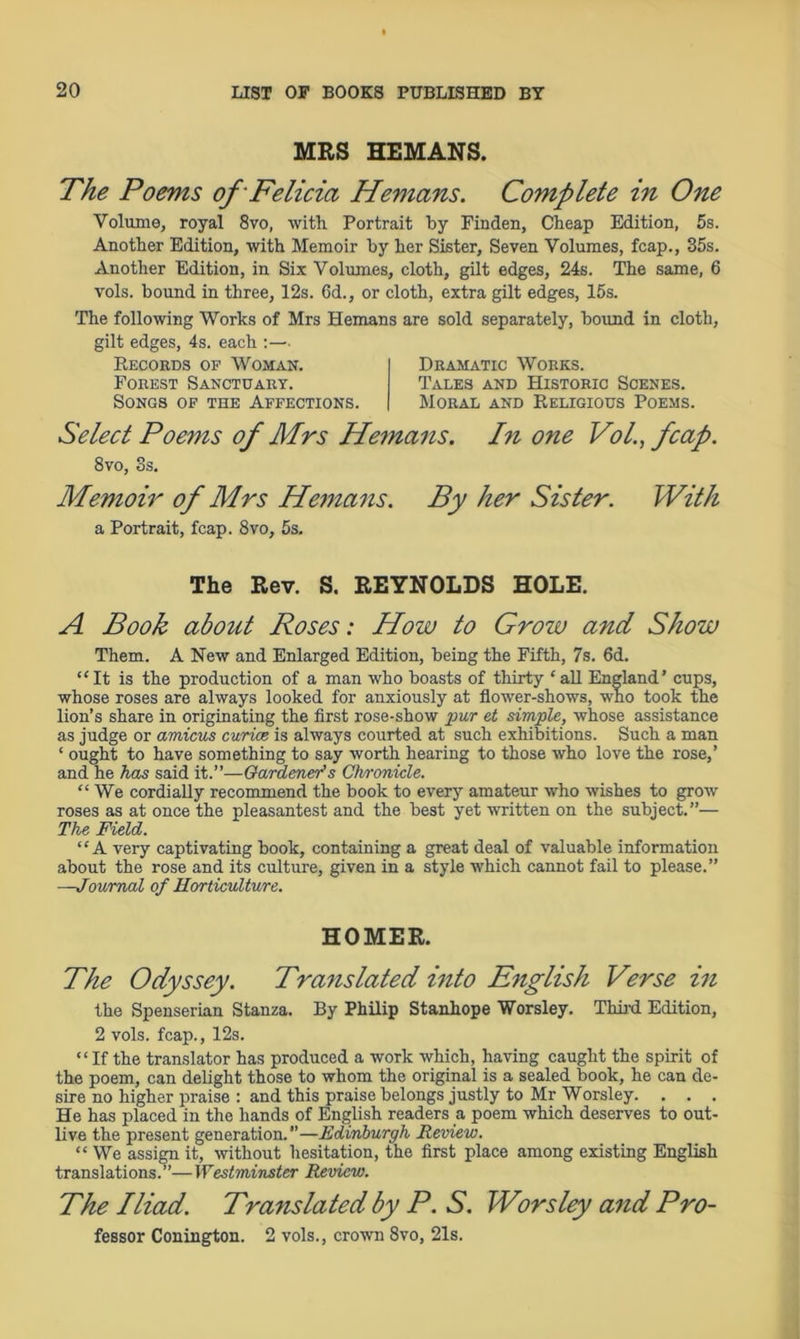 20 LIST OF BOOKS PUBLISHED BY
MRS HEMANS.
The Poems of Felicia Hemans. Complete in One
Volume, royal 8vo, with Portrait by Finden, Cheap Edition, 5s.
Another Edition, with Memoir by her Sister, Seven Volumes, fcap., 35s.
Another Edition, in Six Volumes, cloth, gilt edges, 24s. The same, 6
vols. bound in three, 12s. 6d., or cloth, extra gilt edges, 15s.
The following Works of Mrs Hemans are sold separately, bound in cloth,
gilt edges, 4s. each :—
RECORDS OF WOMAN.
FOREST SANCTUARY.
SONGS OF THE AFFECTIONS.
DRAMATIC WORKS.
TALES AND HISTORIC SCENES.
MORAL AND RELIGIOUS POEMS.
Select Poems of Mrs Hemans. In one Vol., fcap.
8vo, 3s.
Memoir of Mrs Hemans. By her Sister. With
a Portrait, fcap. 8vo, 5s.
The Rev. S. REYNOLDS HOLE.
A Book about Roses: How to Grow and Show
Them. A New and Enlarged Edition, being the Fifth, 7s. 6d.
“It is the production of a man who boasts of thirty ‘all England’ cups,
whose roses are always looked for anxiously at flower-shows, who took the
lion’s share in originating the first rose-show pur et simple, whose assistance
as judge or amicus curiæ is always courted at such exhibitions. Such a man
‘ ought to have something to say worth hearing to those who love the rose,’
and he has said it.”—Gardener’s Chronicle.
“ We cordially recommend the book to every amateur who wishes to grow
roses as at once the pleasantest and the best yet written on the subject.”—
The Field.
“A very captivating book, containing a great deal of valuable information
about the rose and its culture, given in a style which cannot fail to please.”
—Journal of Horticulture.
HOMER.
The Odyssey. Translated into English Verse in
the Spenserian Stanza. By Philip Stanhope Worsley. Third Edition,
2 vols. fcap., 12s.
“If the translator has produced a work which, having caught the spirit of
the poem, can delight those to whom the original is a sealed book, he can de-
sire no higher praise : and this praise belongs justly to Mr Worsley. . . .
He has placed in the hands of English readers a poem which deserves to out-
live the present generation.”—Edinburgh Review.
“ We assign it, without hesitation, the first place among existing English
translations.”—Westminster Review.
The Iliad. Translated by P. S. Worsley and Pro-
fessor Conington. 2 vols., crown 8vo, 21s.